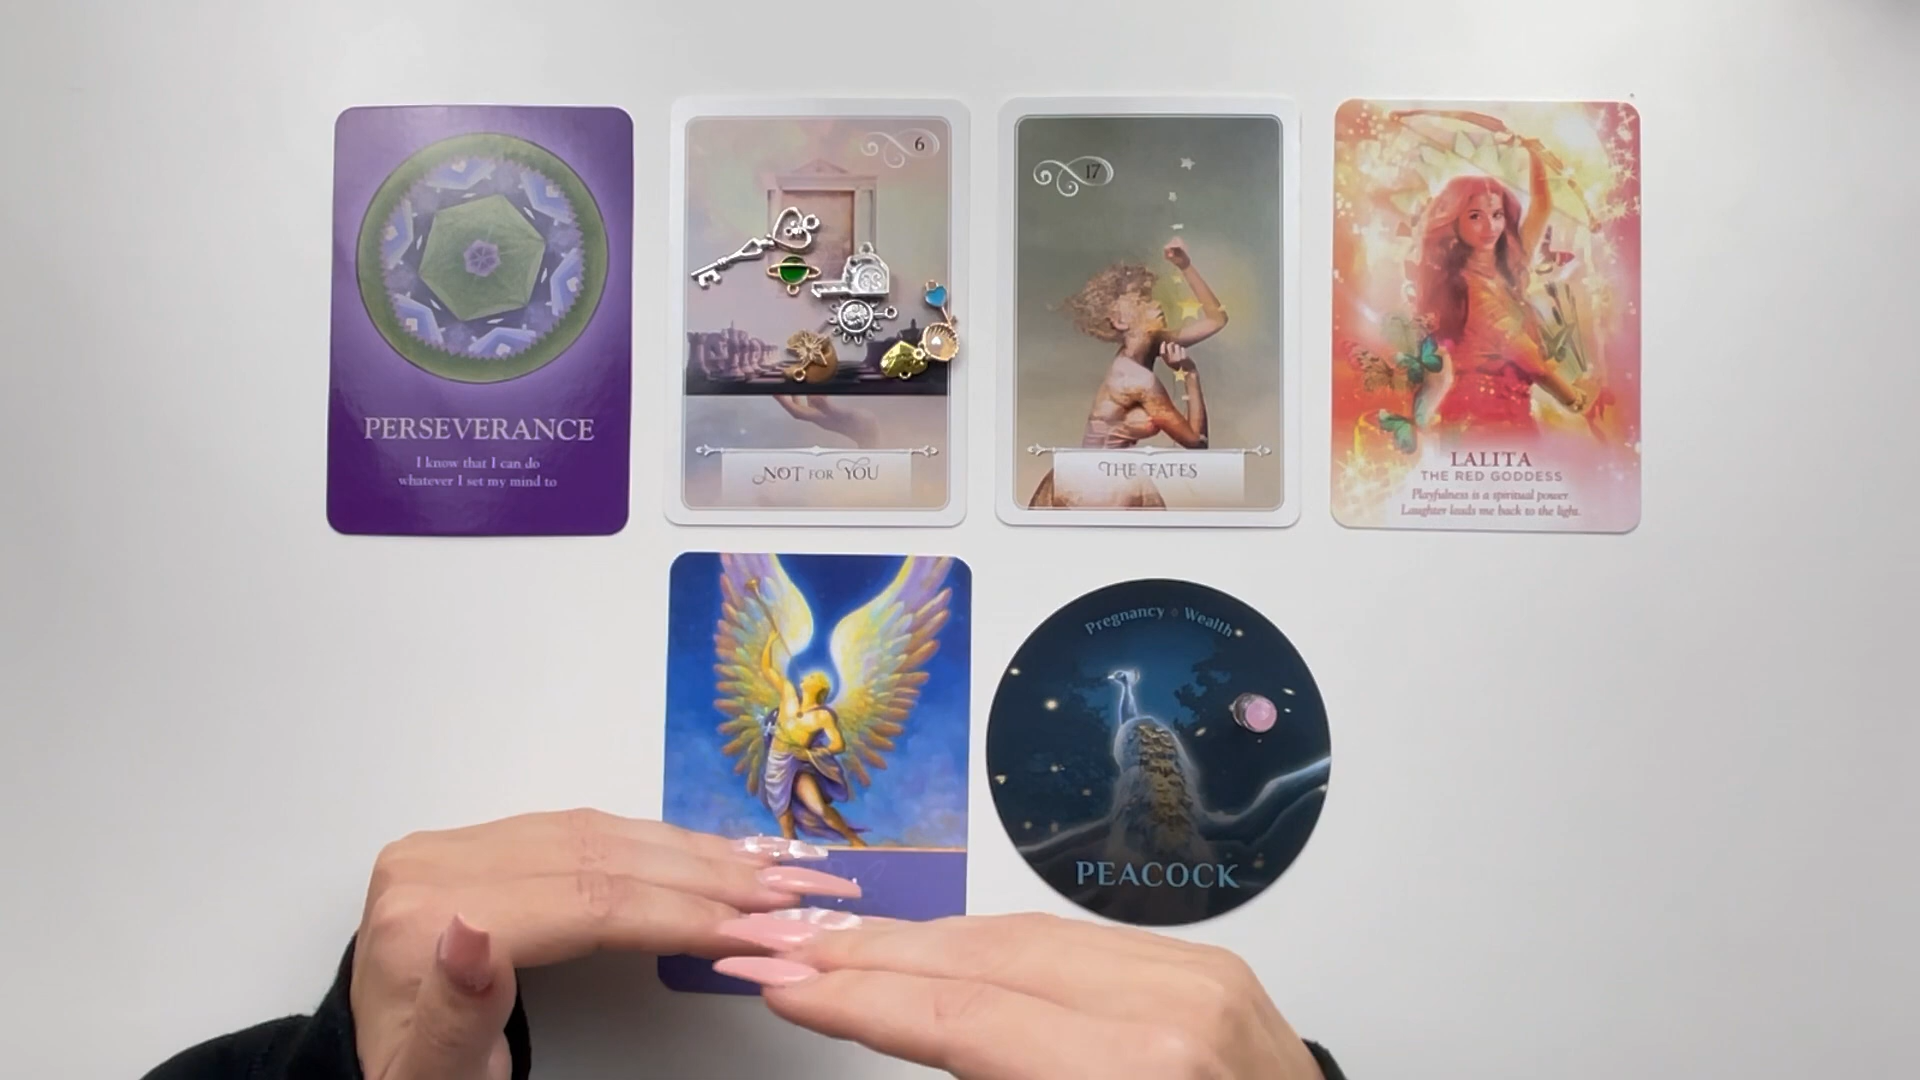 PERSEVERANCE
I know that I can do
whatever I set my mind to
6
NOT FOR YOU
17
THE FATES
LALITA
THE RED GODDESS
Playfulness is a spiritual power
Laughter leads me back to the light.
Pregnancy Wealth
PEACOCK